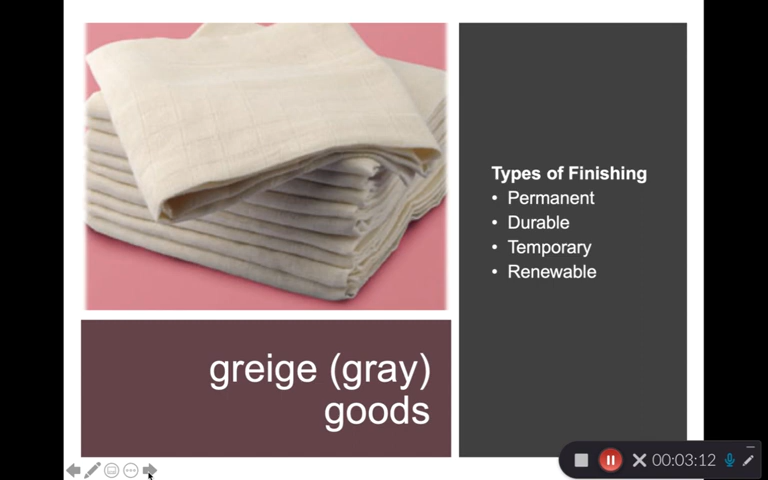 Types of Finishing
• Permanent
• Durable
• Temporary
• Renewable
greige (gray)
goods
00:03:12